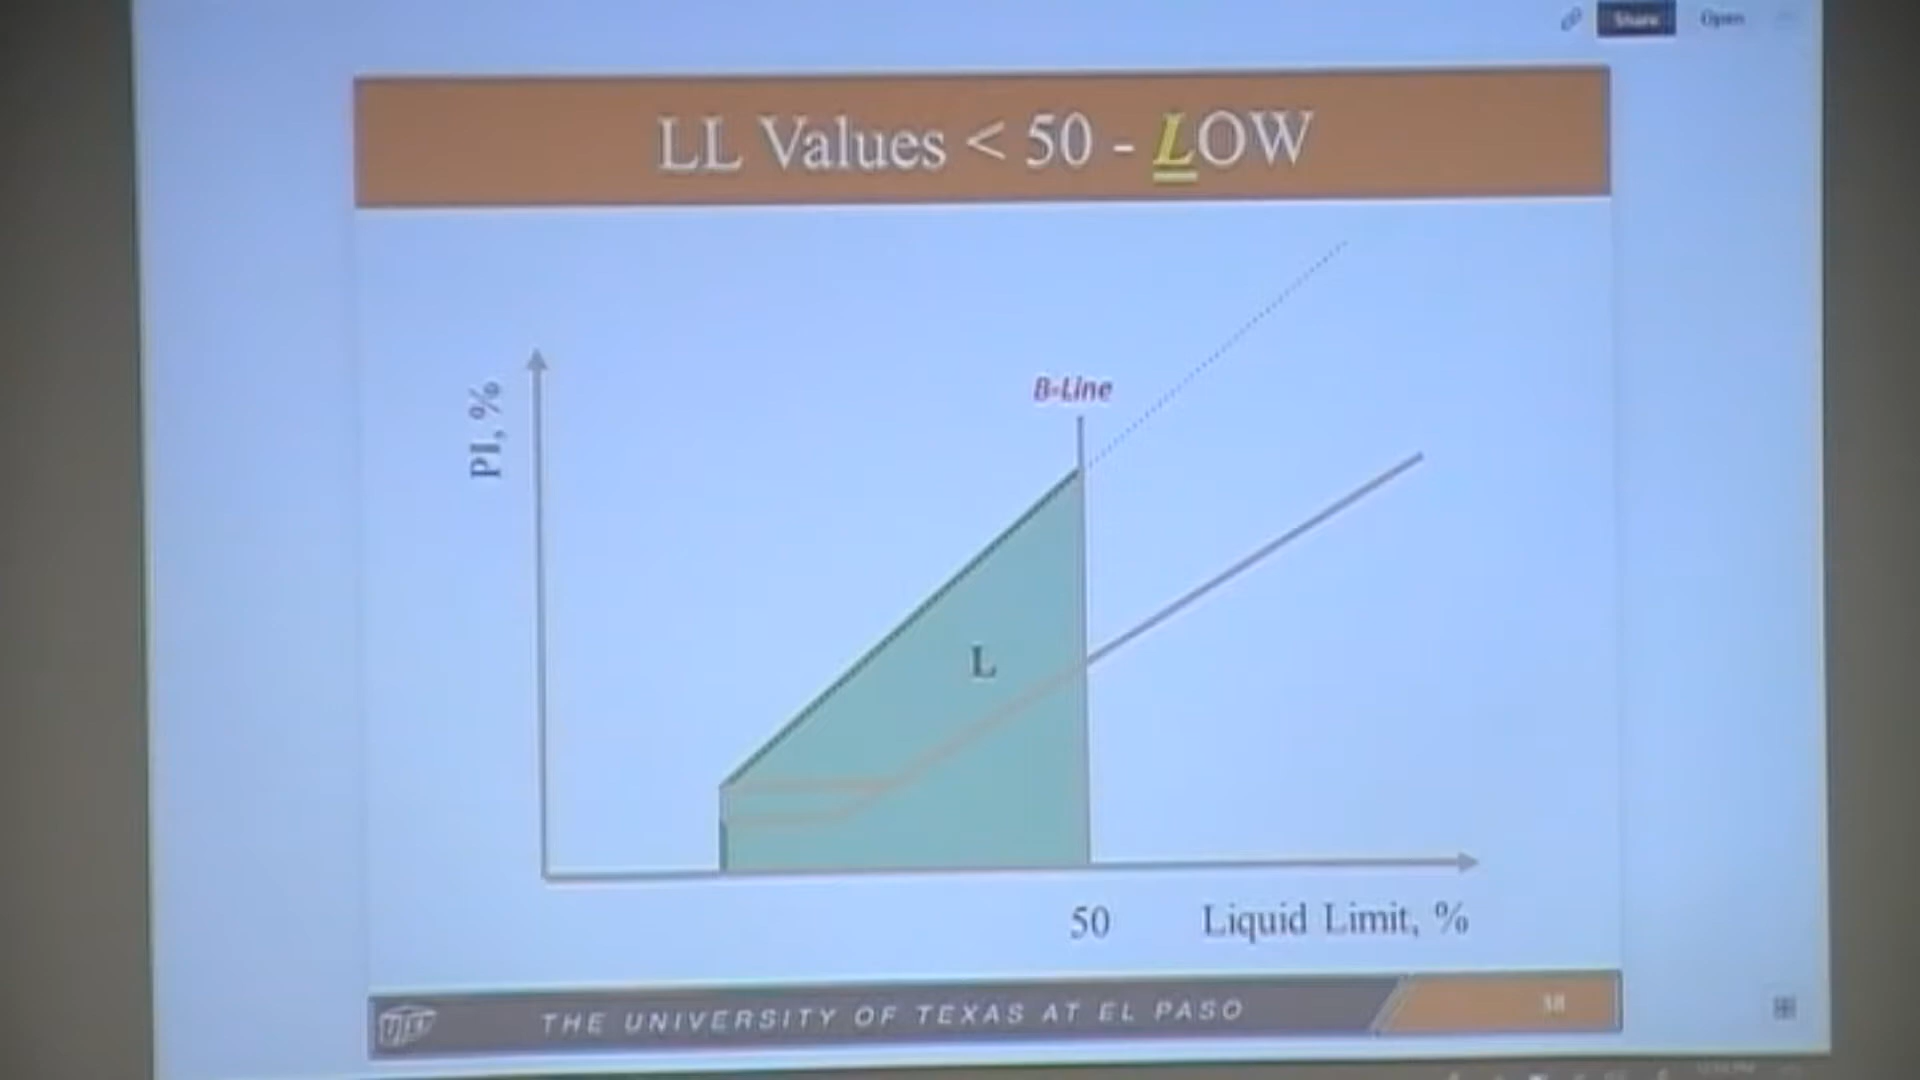 Share Open
LL Values < 50 - LOW
B-Line
PI, %
L
50 Liquid Limit, %
THE UNIVERSITY OF TEXAS AT EL PASO